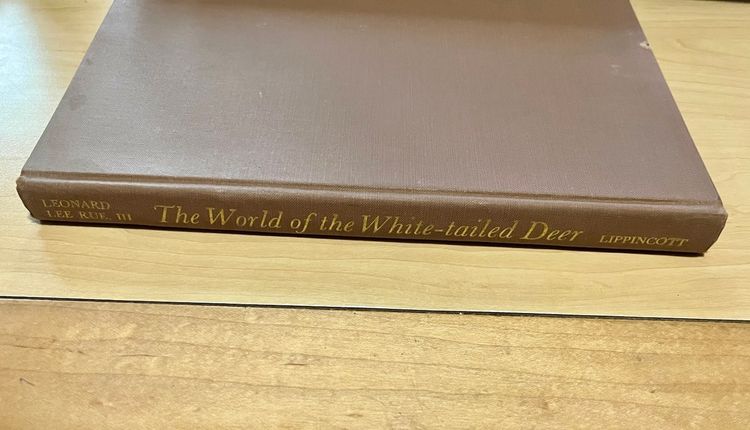 LEONARD
LEE RUE, III
The World of the White-tailed Deer
LIPPINCOTT